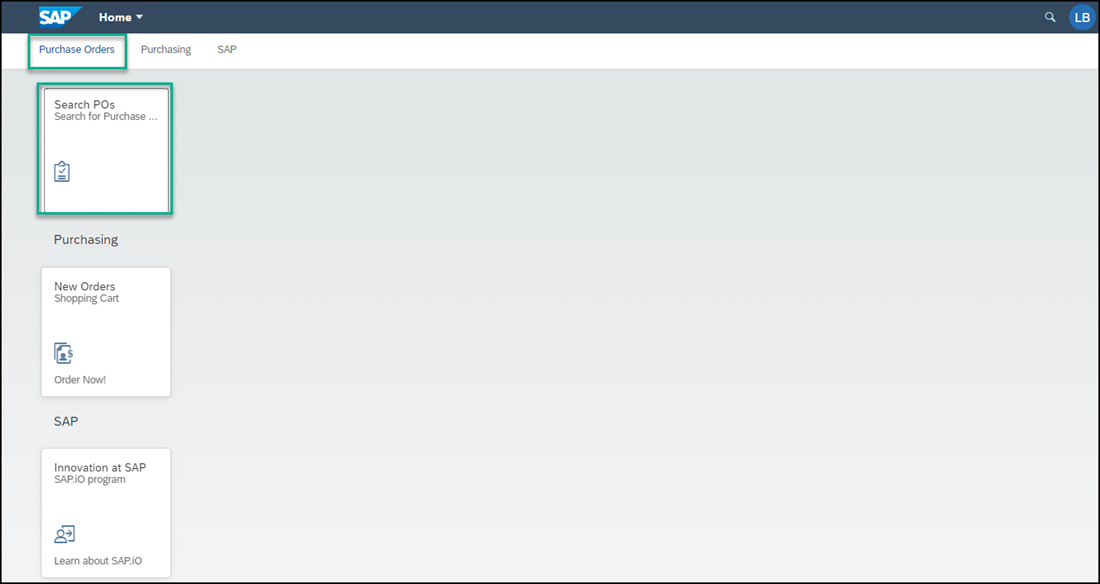 SAP Home LB
Purchase Orders Purchasing SAP
Search POs
Search for Purchase ...
Purchasing
New Orders
Shopping Cart
$
Order Now!
SAP
Innovation at SAP
SAP.iO program
Learn about SAP.iO